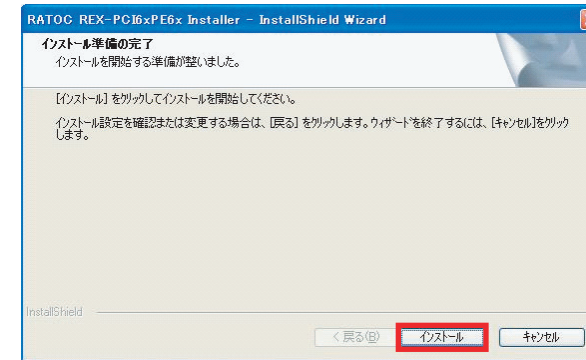 RATOC REX-PCI6xPE6x Installer - InstallShield Wizard
インストール準備の完了
インストールを開始する準備が整いました。
[インストール] をクリックしてインストールを開始してください。
インストール設定を確認または変更する場合は、[戻る] をクリックします。ウィザードを終了するには、[キャンセル]をクリック
します。
InstallShield
< 戻る(B)
インストール
キャンセル